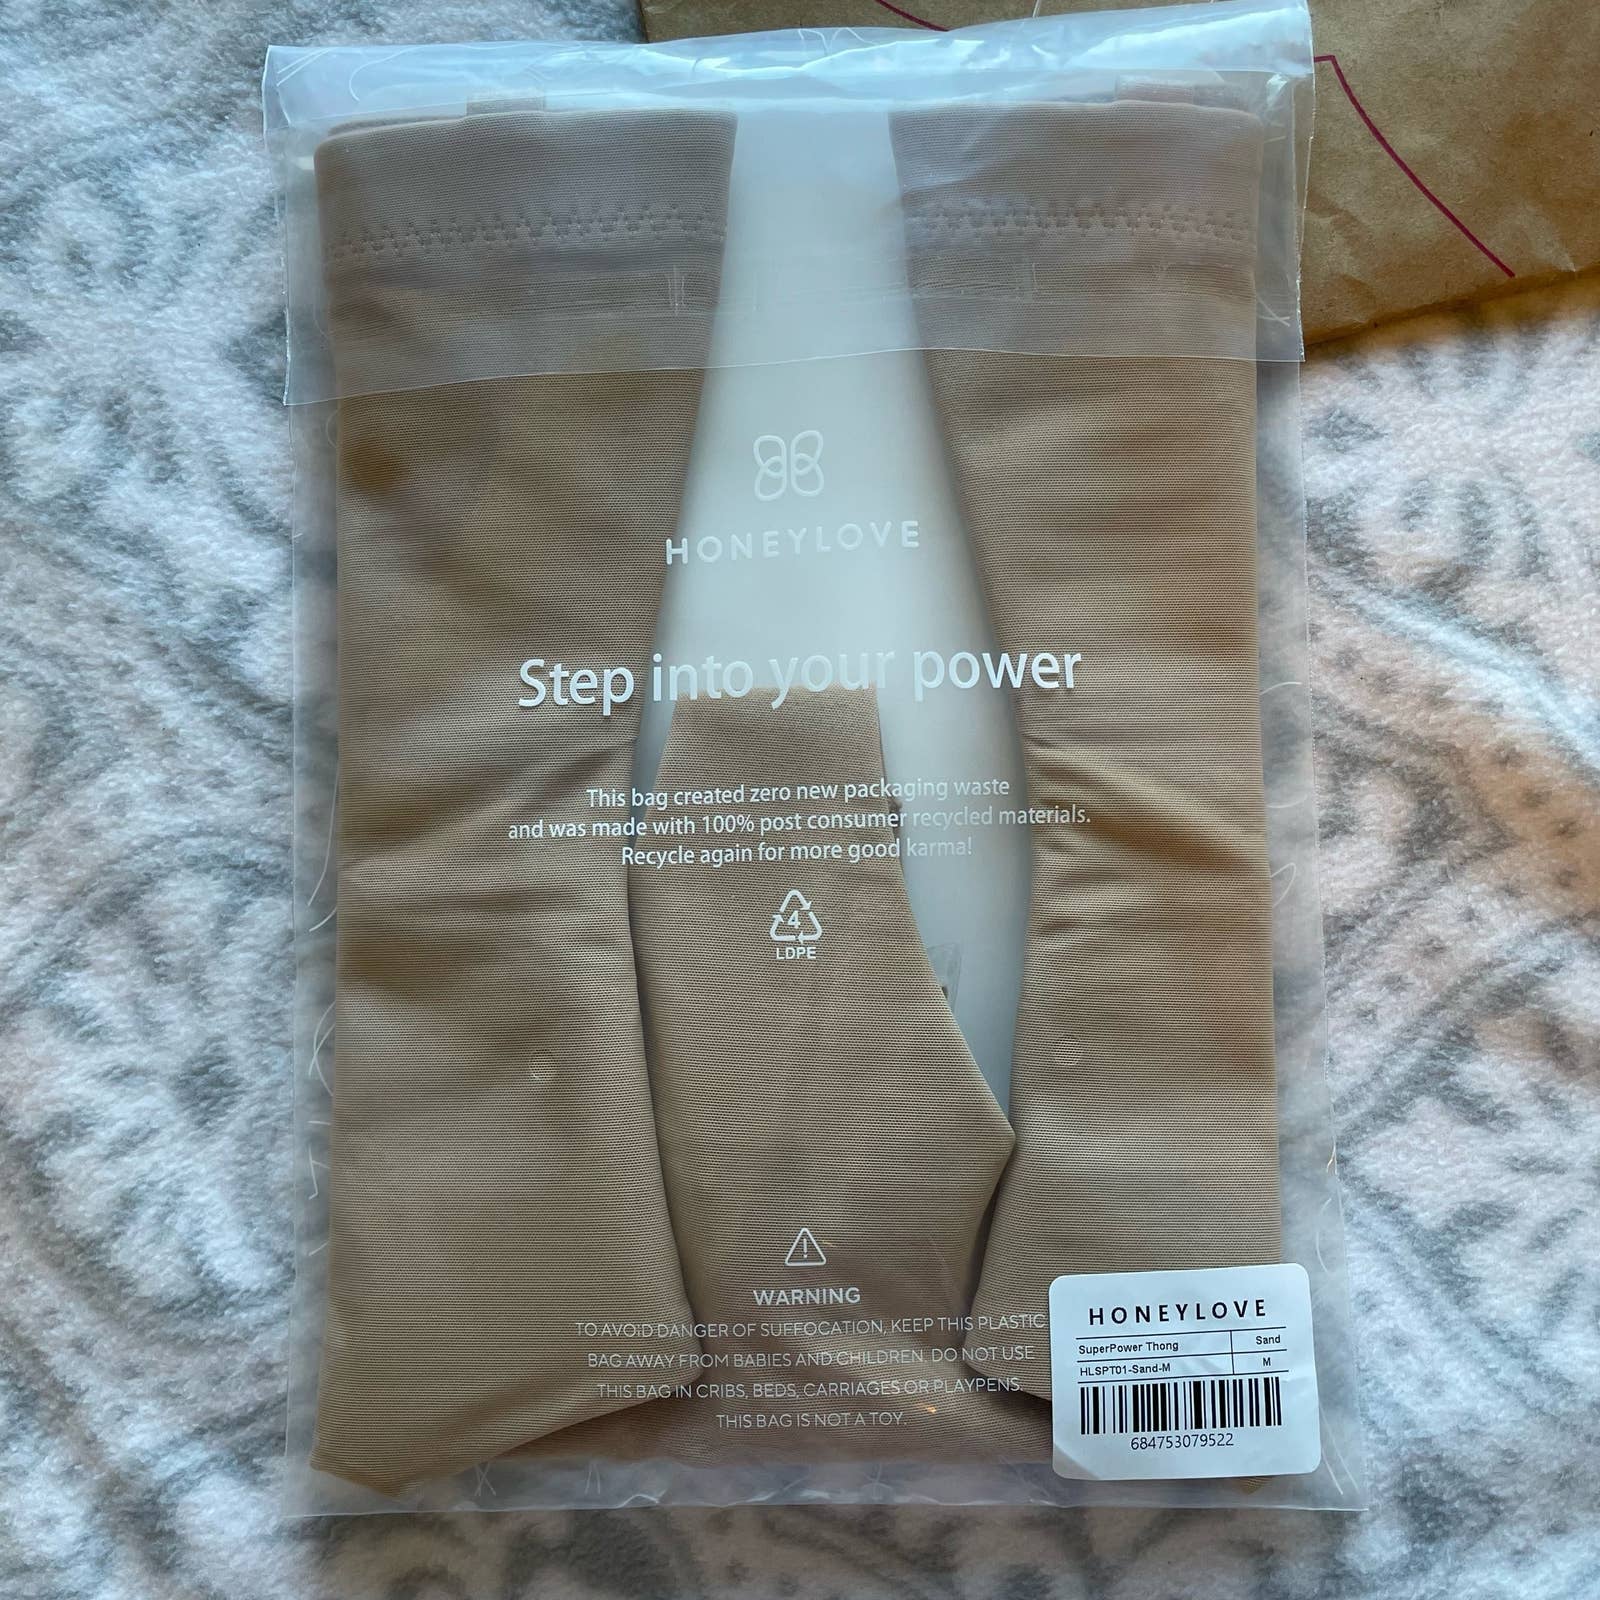 HONEYLOVE
Step into your power
This bag created zero new packaging waste
and was made with 100% post consumer recycled materials.
Recycle again for more good karma!
4
LDPE
!
WARNING
TO AVOID DANGER OF SUFFOCATION, KEEP THIS PLASTIC
BAG AWAY FROM BABIES AND CHILDREN. DO NOT USE
THIS BAG IN CRIBS, BEDS, CARRIAGES OR PLAYPENS.
THIS BAG IS NOT A TOY.
HONEYLOVE
SuperPower Thong Sand
HLSPT01-Sand-M M
684753079522